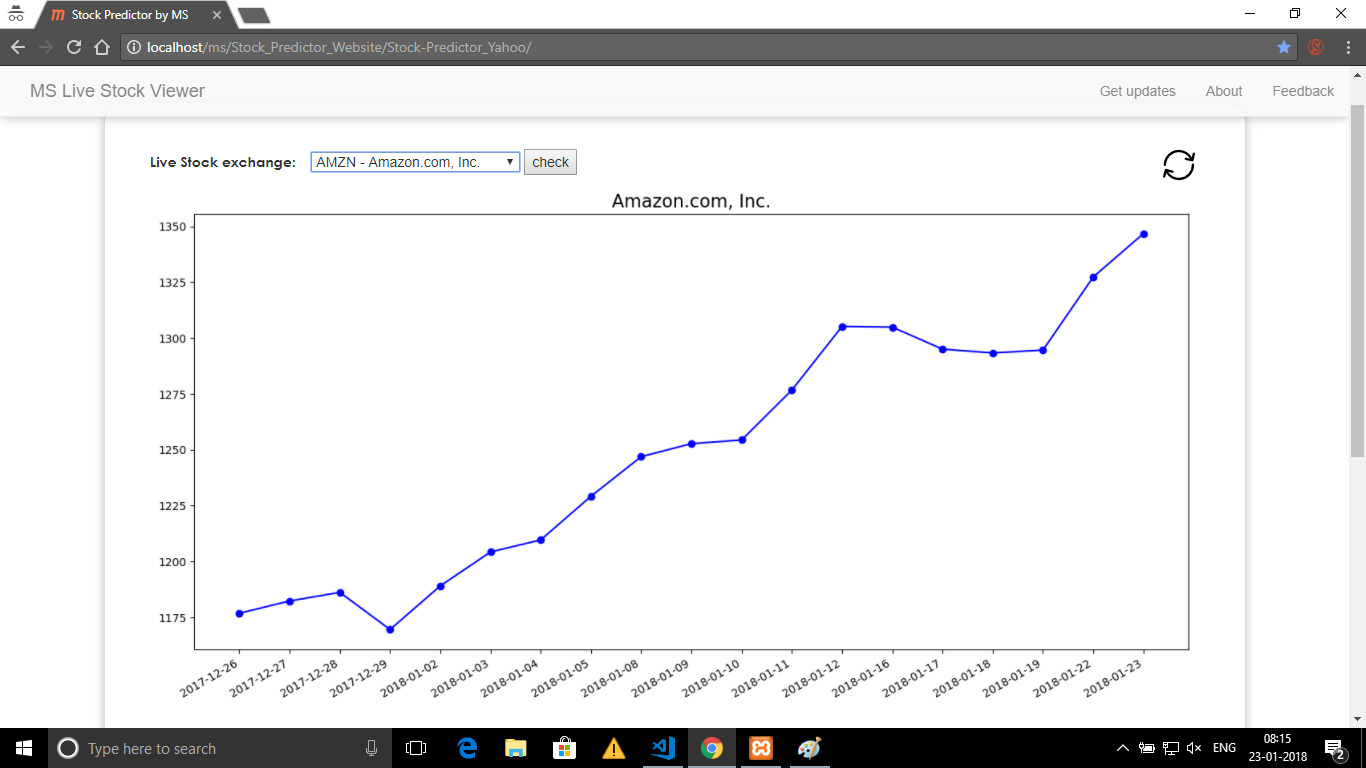 Stock Predictor by MS
localhost/ms/Stock_Predictor_Website/Stock-Predictor_Yahoo/
MS Live Stock Viewer Get updates About Feedback
Live Stock exchange: AMZN - Amazon.com, Inc. check
Amazon.com, Inc.
1350
1325
1300
1275
1250
1225
1200
1175
2017-12-26 2017-12-27 2017-12-28 2017-12-29 2018-01-02 2018-01-03 2018-01-04 2018-01-05 2018-01-08 2018-01-09 2018-01-10 2018-01-11 2018-01-12 2018-01-16 2018-01-17 2018-01-18 2018-01-19 2018-01-22 2018-01-23
Type here to search ENG 08:15
23-01-2018 2